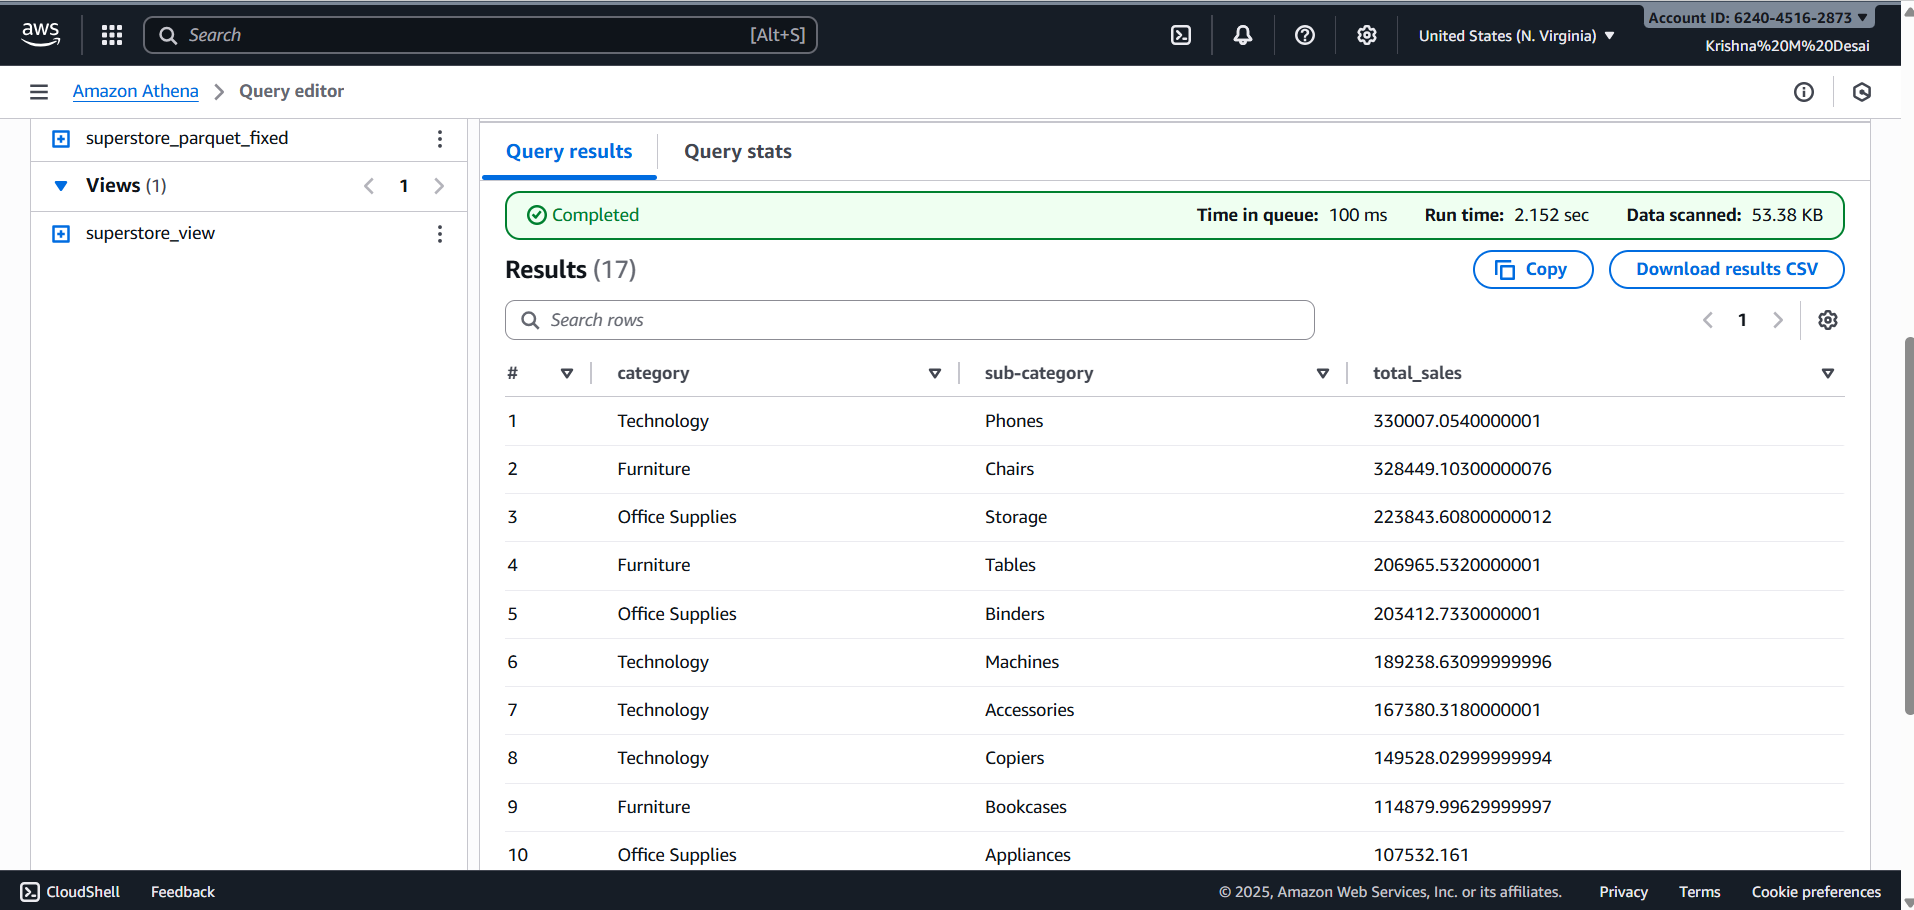 aws
Search [Alt+S]
United States (N. Virginia)
Account ID: 6240-4516-2873
Krishna%20M%20Desai
Amazon Athena
Query editor
superstore_parquet_fixed
Views (1)
1
superstore_view
Query results
Query stats
Completed
Time in queue: 100 ms
Run time: 2.152 sec
Data scanned: 53.38 KB
Results (17)
Copy
Download results CSV
Search rows
1
# category sub-category total_sales
1 Technology Phones 330007.0540000001
2 Furniture Chairs 328449.10300000076
3 Office Supplies Storage 223843.60800000012
4 Furniture Tables 206965.5320000001
5 Office Supplies Binders 203412.7330000001
6 Technology Machines 189238.63099999996
7 Technology Accessories 167380.3180000001
8 Technology Copiers 149528.02999999994
9 Furniture Bookcases 114879.99629999997
10 Office Supplies Appliances 107532.161
CloudShell
Feedback
© 2025, Amazon Web Services, Inc. or its affiliates.
Privacy
Terms
Cookie preferences